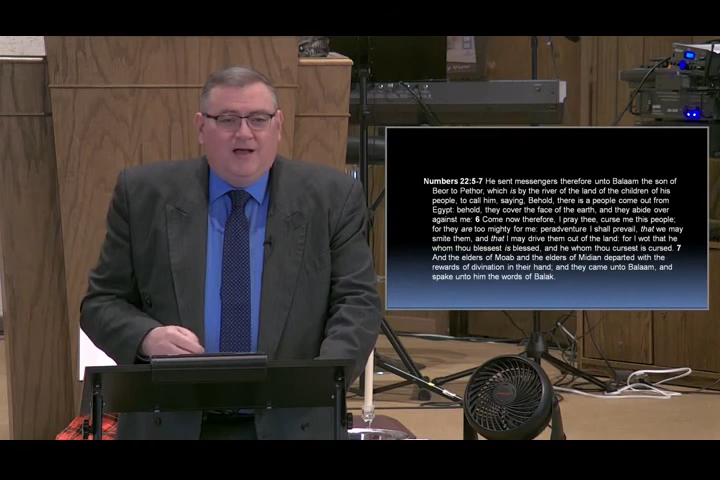 Numbers 22:5-7 He sent messengers therefore unto Balaam the son of
Beor to Pethor, which is by the river of the land of the children of his
people, to call him, saying, Behold, there is a people come out from
Egypt: behold, they cover the face of the earth, and they abide over
against me: 6 Come now therefore, I pray thee, curse me this people;
for they are too mighty for me: peradventure I shall prevail, that we may
smite them, and that I may drive them out of the land: for I wot that he
whom thou blessest is blessed, and he whom thou cursest is cursed. 7
And the elders of Moab and the elders of Midian departed with the
rewards of divination in their hand; and they came unto Balaam, and
spake unto him the words of Balak.